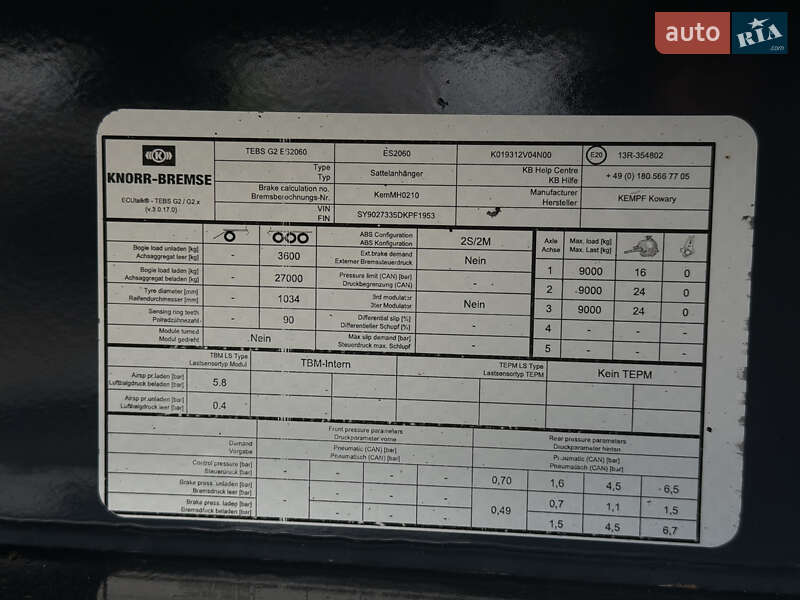 auto RIA .com
TEBS G2 ES2060 ES2060 K019312V04N00 E20 13R-354802
KNORR-BREMSE
ECUtalk® - TEBS G2 / G2.x
(v.3.0.17.0)
Type
Typ
Sattelanhänger
KB Help Centre
KB Hilfe
+ 49 (0) 180 566 77 05
Brake calculation no.
Bremsberechnungs-Nr.
KemMH0210
Manufacturer
Hersteller
KEMPF Kowary
VIN
FIN
SY9027335DKPF1953
Bogie load unladen [kg]
Achsaggregat leer [kg]
- 3600
Bogie load laden [kg]
Achsaggregat beladen [kg]
- 27000
Tyre diameter [mm]
Raifendurchmesser [mm]
- 1034
Sensing ring teeth
Polradzähnezahl
- 90
Module turned
Modul gedreht
Nein
ABS Configuration
ABS Konfiguration
2S/2M
Ext.brake demand
Externer Bremsteuerdruck
Nein
Pressure limit (CAN) [bar]
Druckbegrenzung (CAN)
-
3rd modulator
3ter Modulator
Nein
Differential slip [%]
Differentieller Schlupf [%]
-
Max slip demand [bar]
Steuerdruck max. Schlupf
-
Axle
Achse
Max. load [kg]
Max. Last [kg]
1 9000 16 0
2 9000 24 0
3 9000 24 0
4 - - -
5 - - -
TBM LS Type
Lastsensortyp Modul
TBM-Intern
TEPM LS Type
Lastsensortyp TEPM
Kein TEPM
Airsp pr.laden [bar]
Luftbalgdruck beladen [bar]
5.8 - - - - - -
Airsp pr.unladen [bar]
Luftbalgdruck leer [bar]
0.4 - - - - - -
Front pressure parameters
Druckparameter vorne
Rear pressure parameters
Druckparameter hinten
Demand
Vorgabe
Pneumatic (CAN) [bar]
Pneumatisch (CAN) [bar]
Pneumatic (CAN) [bar]
Pneumatisch (CAN) [bar]
Control pressure [bar]
Steuerdruck [bar]
- - - - 0,70 1,6 4,5 6,5
Brake press. unladen [bar]
Bremsdruck leer [bar]
- - - - 0,49 0,7 1,1 1,5
Brake press. laden [bar]
Bremsdruck beladen [bar]
- - - - 1,5 4,5 6,7